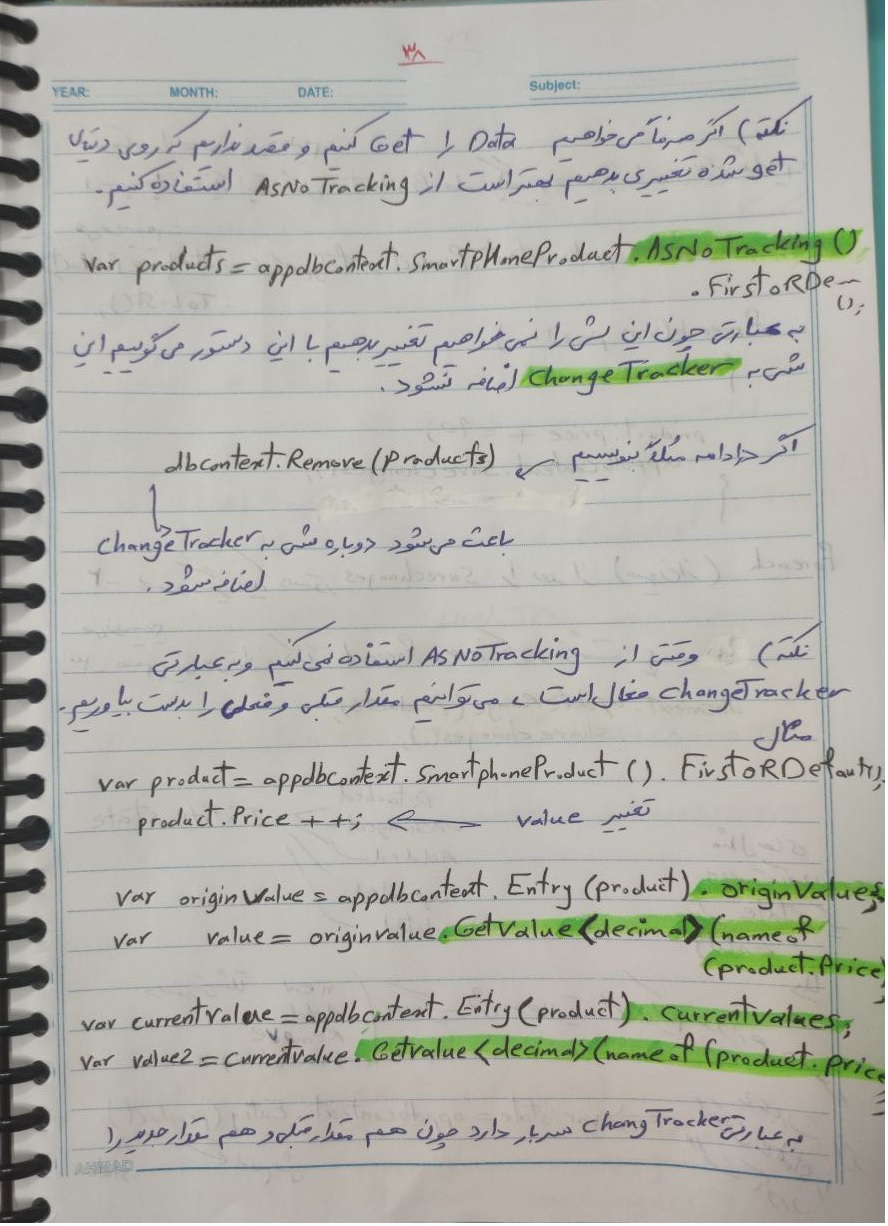 ۳۸
YEAR: MONTH: DATE: Subject:
نکته) اگر صرفاً می خواهیم Data را Get کنیم و قصد نداریم که روی دیتای
get شده تغییری بدهیم بهتر است از AsNoTracking استفاده کنیم.
var products = appdbcontext.SmartPHoneProduct.ASNoTracking()
.FirstoRDe~
();
به عبارتی چون این شی را نمی خواهیم تغییر بدهیم با این دستور می گوییم این
شی به ChangeTracker اضافه نشود.
اگر در ادامه مثلاً بنویسیم ← dbcontext.Remove(Products)
باعث می شود دوباره شی به ChangeTracker
اضافه شود.
نکته) وقتی از ASNoTracking استفاده نمی کنیم و به عبارتی
changeTracker فعال است، می توانیم مقدار قبلی و فعلی را بدست بیاوریم.
مثال
var product = appdbcontext.SmartphoneProduct().FirstoRDefault();
product.Price ++; ← تغییر value
var originValue = appdbcontext.Entry(product).originValues;
var value = originvalue.GetValue<decimal>(nameof
(product.Price)
var currentvalue = appdbcontext.Entry(product).currentvalues;
var value2 = currentvalue.Getvalue<decimal>(nameof(product.price
به عبارتی ChangTracker سربار دارد چون هم مقدار قبلی و هم مقدار جدید را
AHMAD